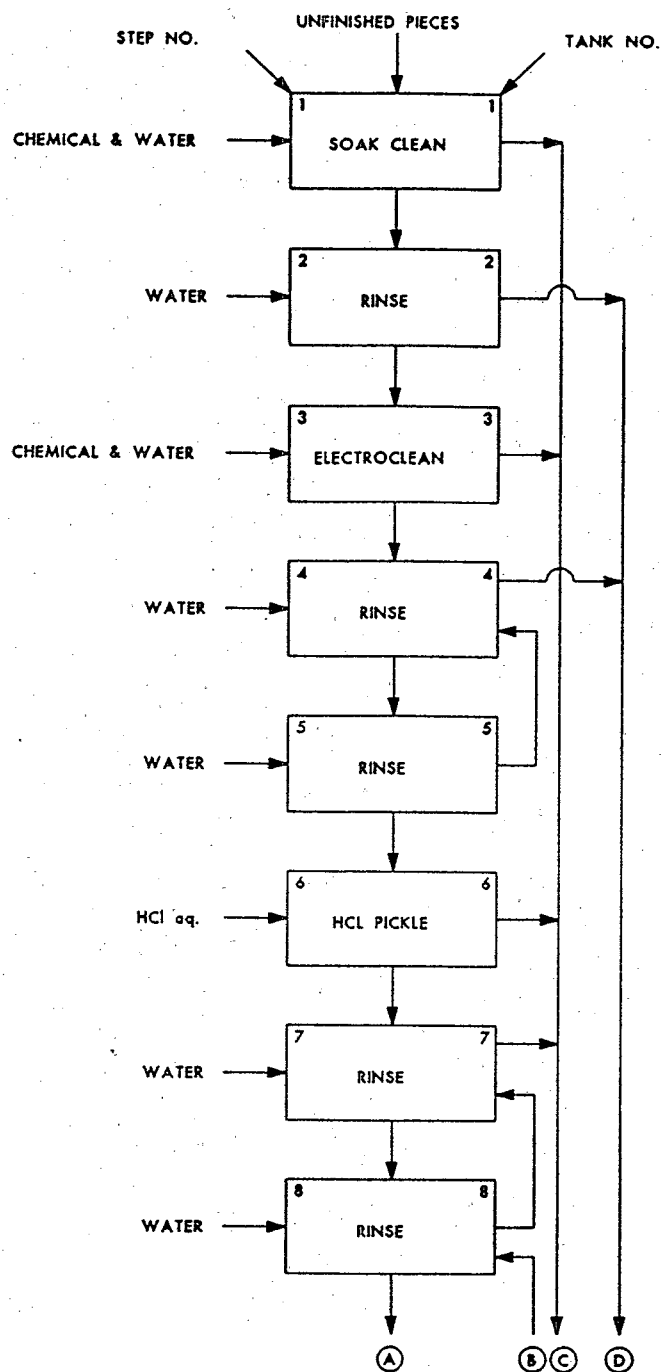 UNFINISHED PIECES
STEP NO.
TANK NO.
1 1
CHEMICAL & WATER
SOAK CLEAN
2 2
WATER
RINSE
3 3
CHEMICAL & WATER
ELECTROCLEAN
4 4
WATER
RINSE
5 5
WATER
RINSE
6 6
HCl aq.
HCL PICKLE
7 7
WATER
RINSE
8 8
WATER
RINSE
A B C D